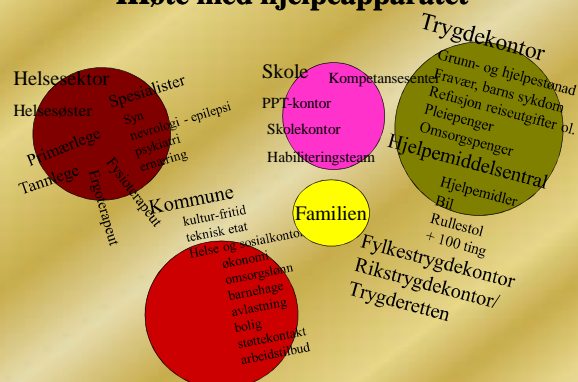 Møte med hjelpeapparatet
Helsesektor
Helsesøster
Primærlege
Tannlege
Spesialister
Syn
nevrologi - epilepsi
psykiatri
ernæring
Fysioterapeut
Ergoterapeut
Skole
Kompetansesenter
PPT-kontor
Skolekontor
Habiliteringsteam
Trygdekontor
Grunn- og hjelpestønad
Fravær, barns sykdom
Refusjon reiseutgifter ol.
Pleiepenger
Omsorgspenger
Hjelpemiddelsentral
Hjelpemidler
Bil
Rullestol
+ 100 ting
Fylkestrygdekontor
Rikstrygdekontor/
Trygderetten
Familien
Kommune
kultur-fritid
teknisk etat
Helse og sosialkontor
økonomi
omsorgslønn
barnehage
avlastning
bolig
støttekontakt
arbeidstilbud